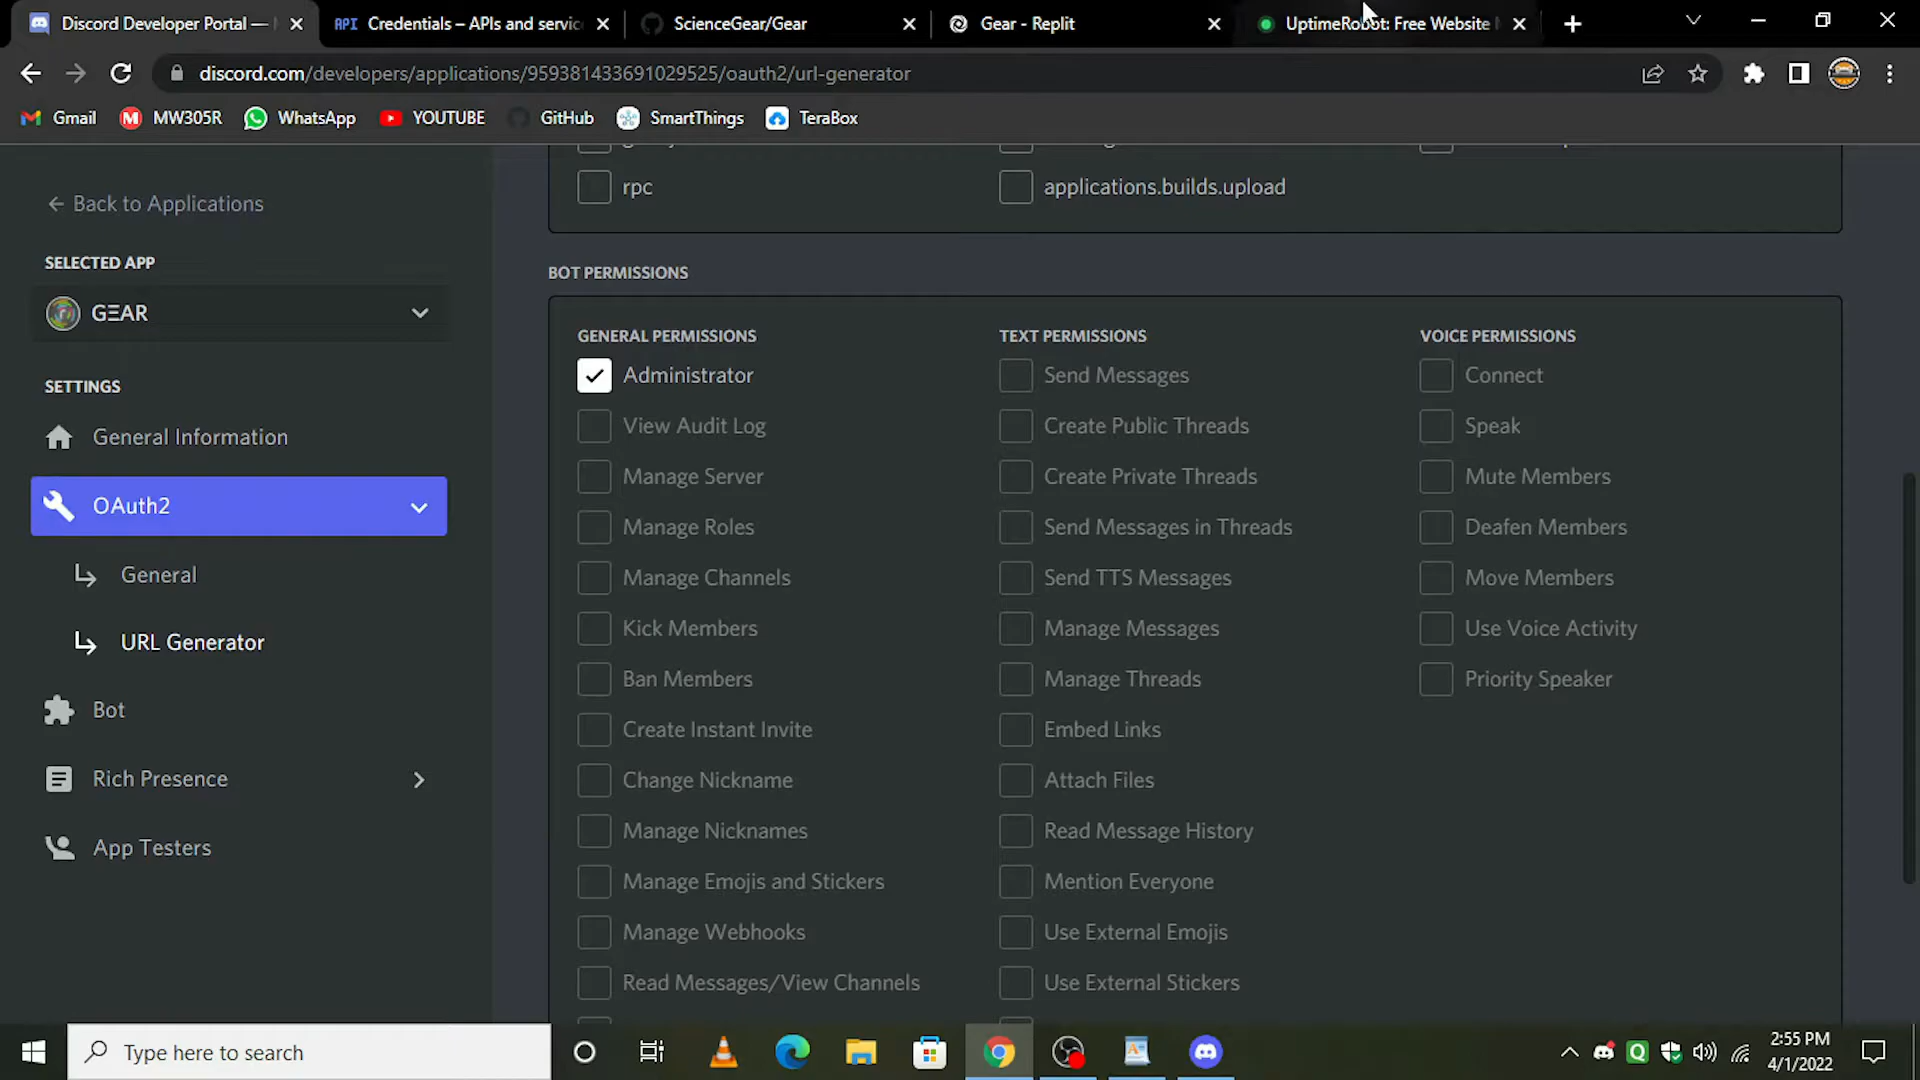 Discord Developer Portal —
API Credentials – APIs and servic
ScienceGear/Gear
Gear - Replit
UptimeRobot: Free Website
discord.com/developers/applications/959381433691029525/oauth2/url-generator
Gmail
MW305R
WhatsApp
YOUTUBE
GitHub
SmartThings
TeraBox
← Back to Applications
SELECTED APP
GΞAR
SETTINGS
General Information
OAuth2
General
URL Generator
Bot
Rich Presence
App Testers
rpc
applications.builds.upload
BOT PERMISSIONS
GENERAL PERMISSIONS
Administrator
View Audit Log
Manage Server
Manage Roles
Manage Channels
Kick Members
Ban Members
Create Instant Invite
Change Nickname
Manage Nicknames
Manage Emojis and Stickers
Manage Webhooks
Read Messages/View Channels
TEXT PERMISSIONS
Send Messages
Create Public Threads
Create Private Threads
Send Messages in Threads
Send TTS Messages
Manage Messages
Manage Threads
Embed Links
Attach Files
Read Message History
Mention Everyone
Use External Emojis
Use External Stickers
VOICE PERMISSIONS
Connect
Speak
Mute Members
Deafen Members
Move Members
Use Voice Activity
Priority Speaker
Type here to search
2:55 PM
4/1/2022